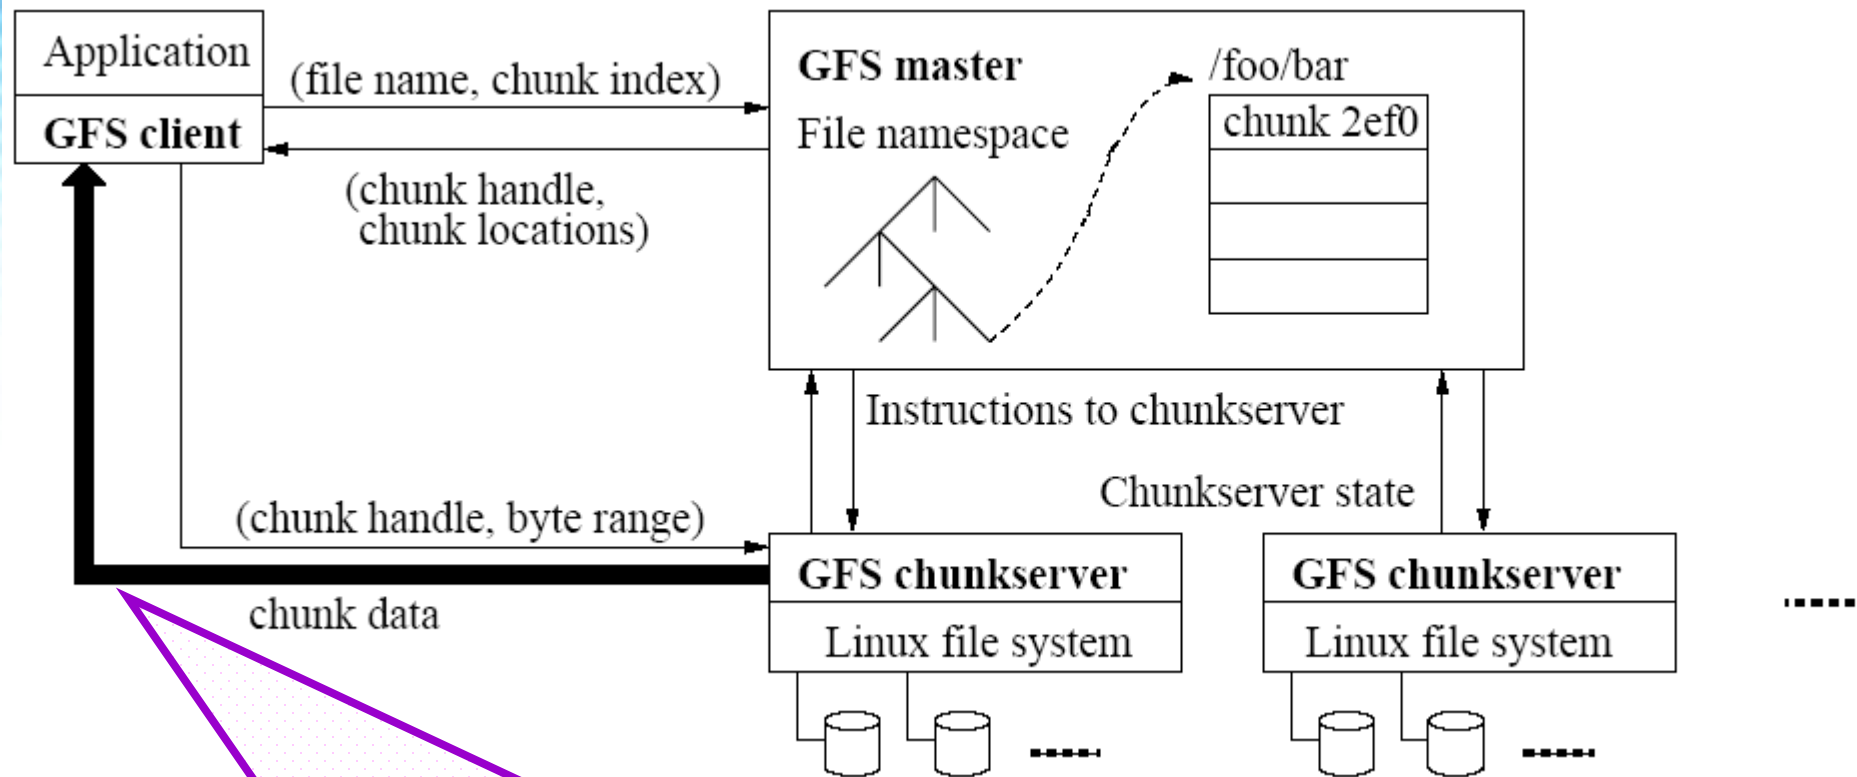 Application
GFS client
(file name, chunk index)
(chunk handle,
chunk locations)
GFS master
File namespace
/foo/bar
chunk 2ef0
Instructions to chunkserver
Chunkserver state
(chunk handle, byte range)
chunk data
GFS chunkserver
Linux file system
GFS chunkserver
Linux file system